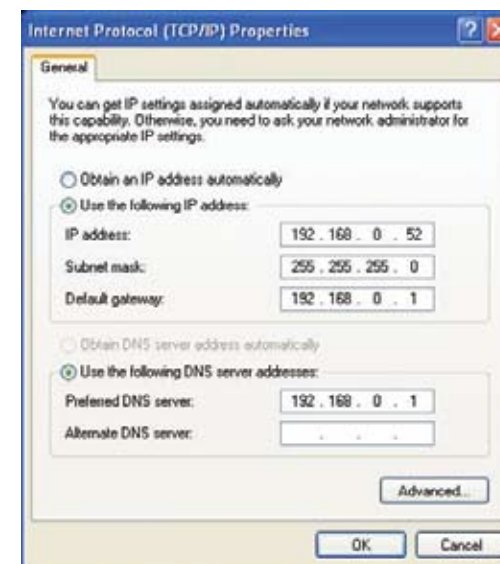 Internet Protocol (TCP/IP) Properties
General
You can get IP settings assigned automatically if your network supports
this capability. Otherwise, you need to ask your network administrator for
the appropriate IP settings.
Obtain an IP address automatically
Use the following IP address:
IP address: 192 . 168 . 0 . 52
Subnet mask: 255 . 255 . 255 . 0
Default gateway: 192 . 168 . 0 . 1
Obtain DNS server address automatically
Use the following DNS server addresses:
Preferred DNS server: 192 . 168 . 0 . 1
Alternate DNS server: . . .
Advanced...
OK Cancel